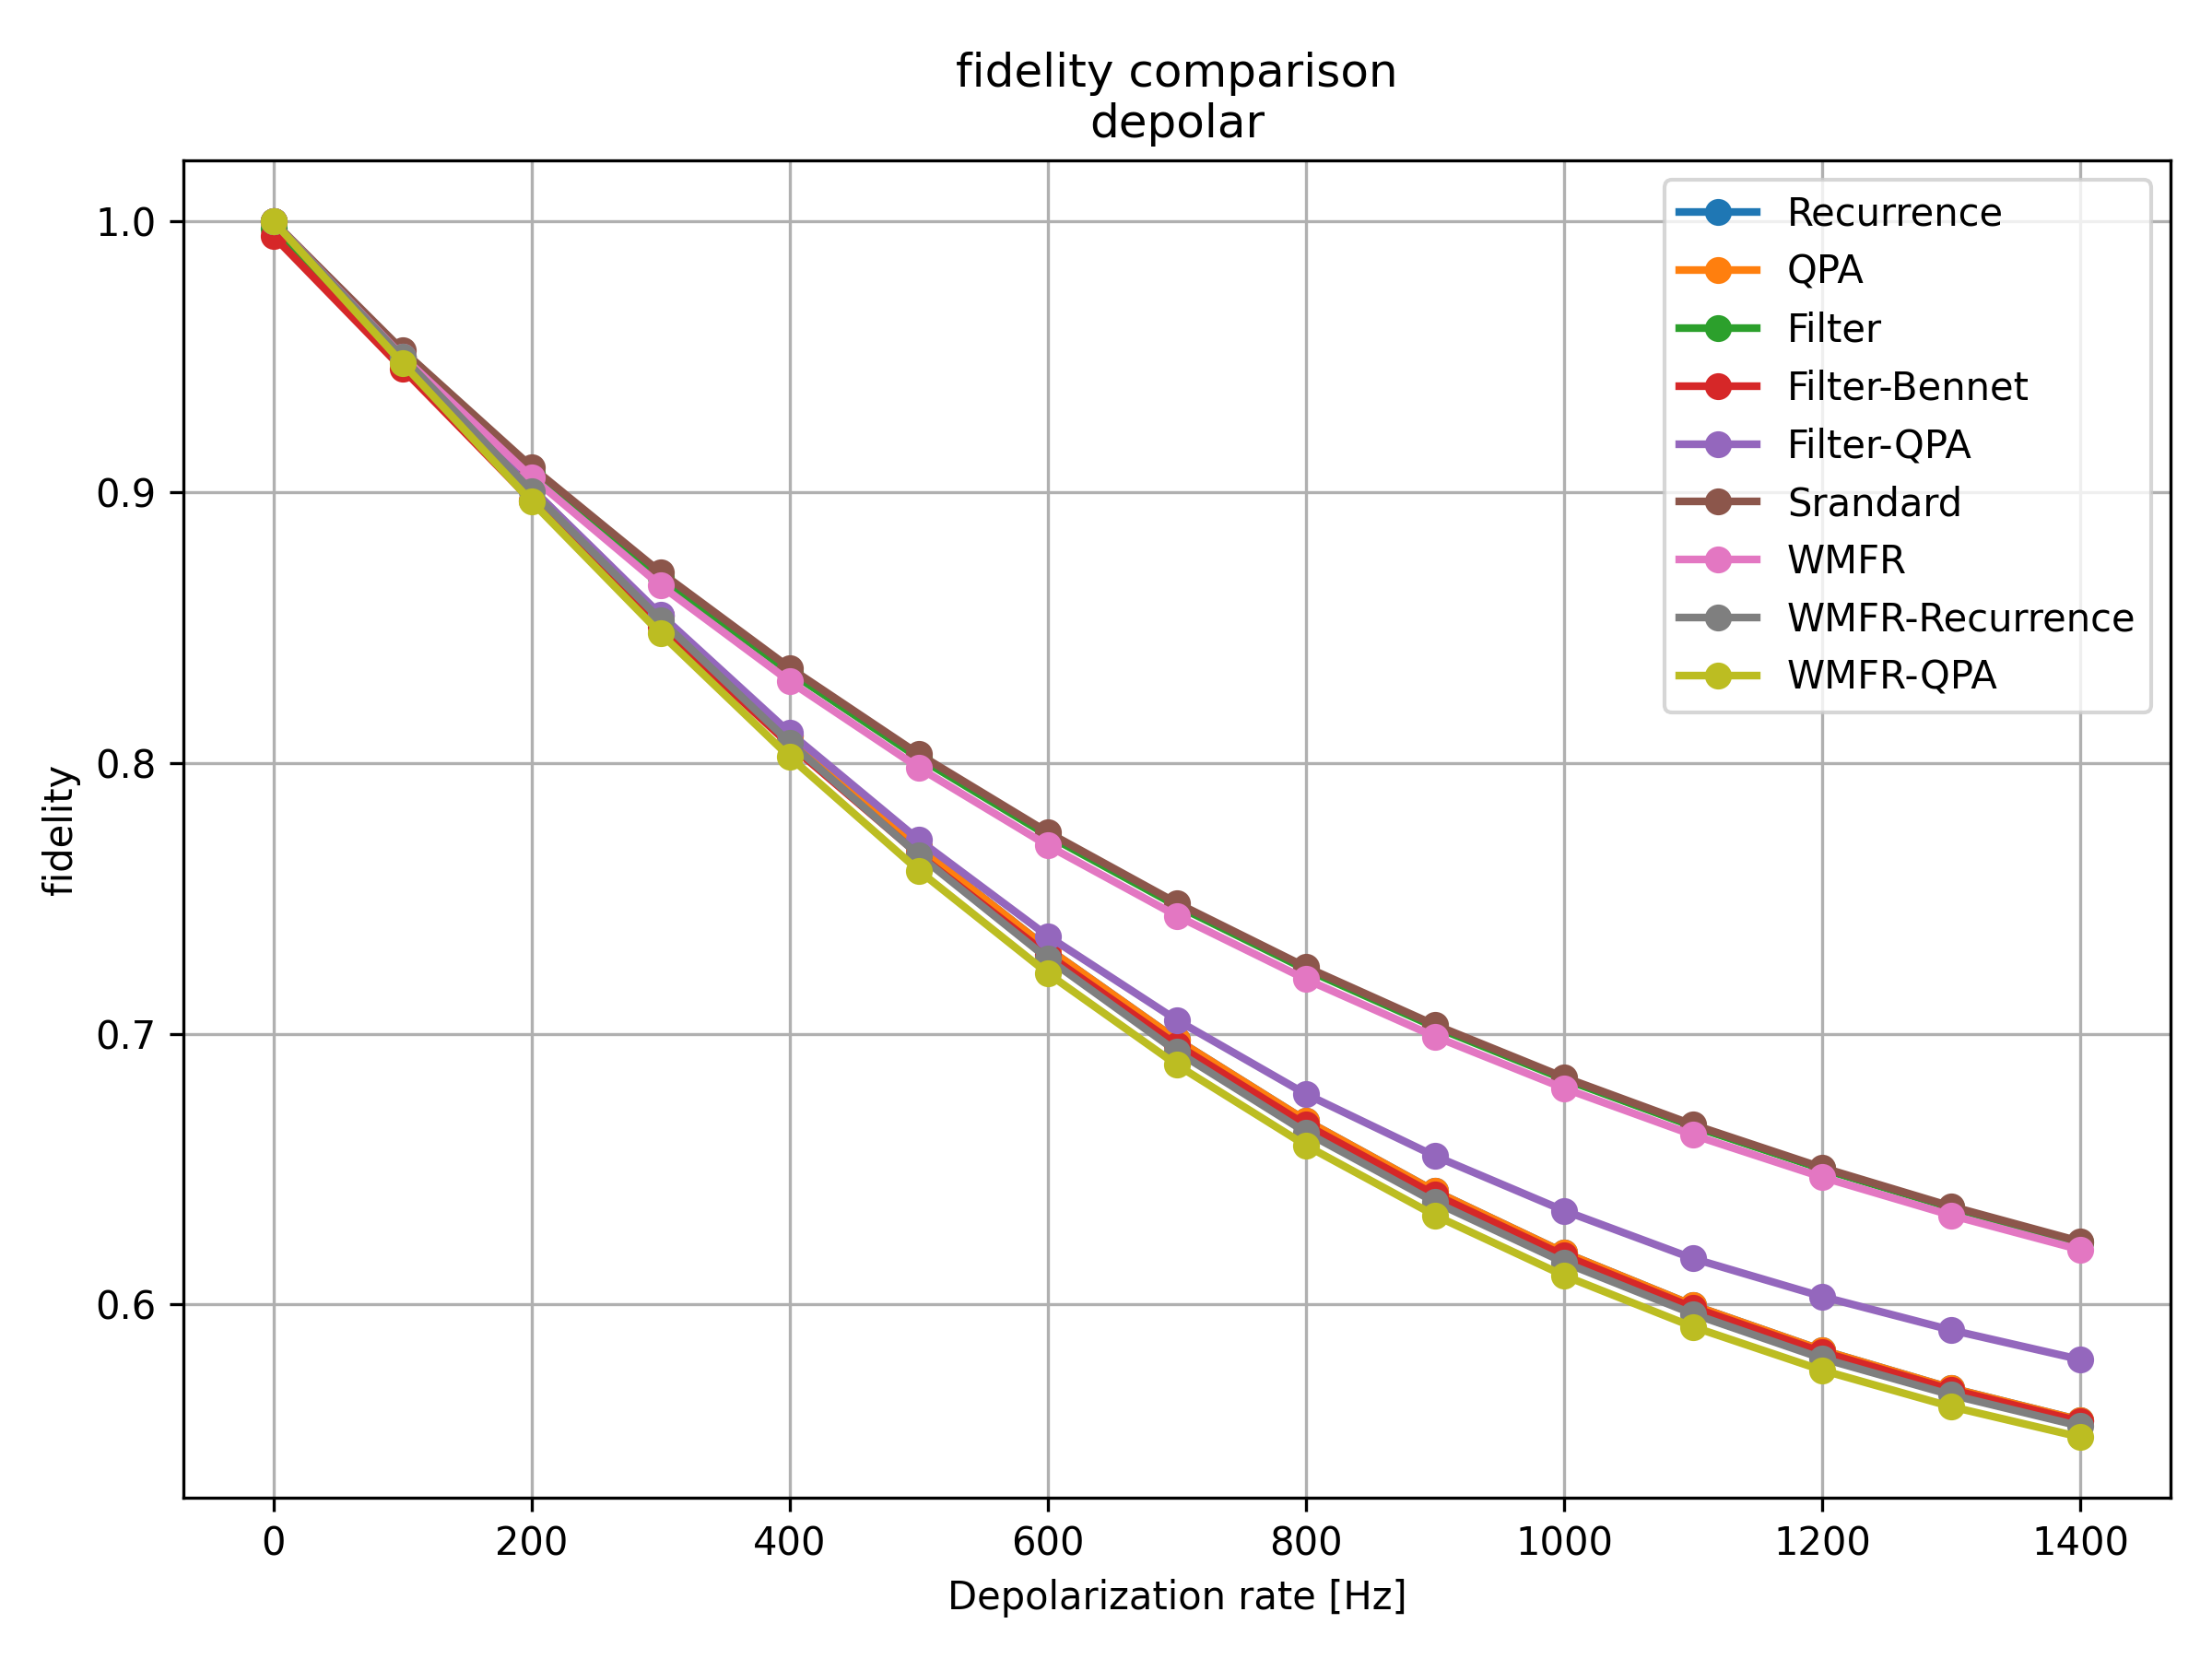 fidelity comparison
depolar
1.0
0.9
0.8
0.7
0.6
fidelity
Recurrence
QPA
Filter
Filter-Bennet
Filter-QPA
Srandard
WMFR
WMFR-Recurrence
WMFR-QPA
0 200 400 600 800 1000 1200 1400
Depolarization rate [Hz]